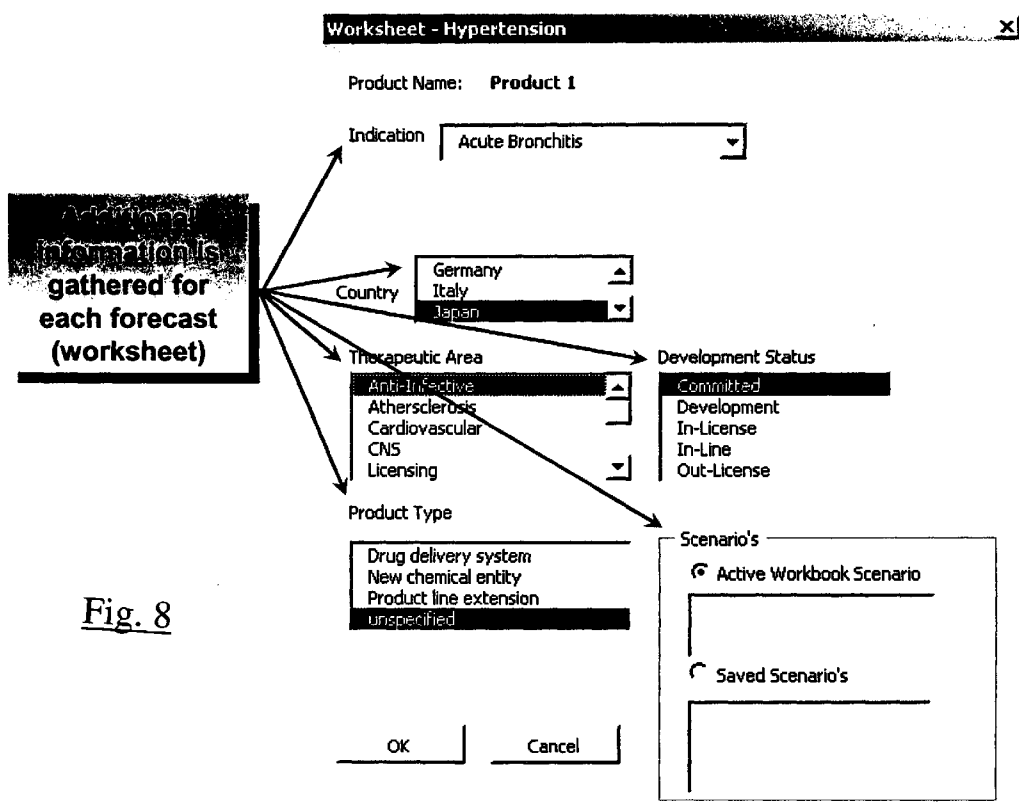 Worksheet - Hypertension
Product Name: Product 1
Indication
Acute Bronchitis
Additional
information is
gathered for
each forecast
(worksheet)
Country
Germany
Italy
Japan
Therapeutic Area
Anti-Infective
Athersclerosis
Cardiovascular
CNS
Licensing
Development Status
Committed
Development
In-License
In-Line
Out-License
Product Type
Drug delivery system
New chemical entity
Product line extension
unspecified
Scenario's
Active Workbook Scenario
Saved Scenario's
OK
Cancel
Fig. 8